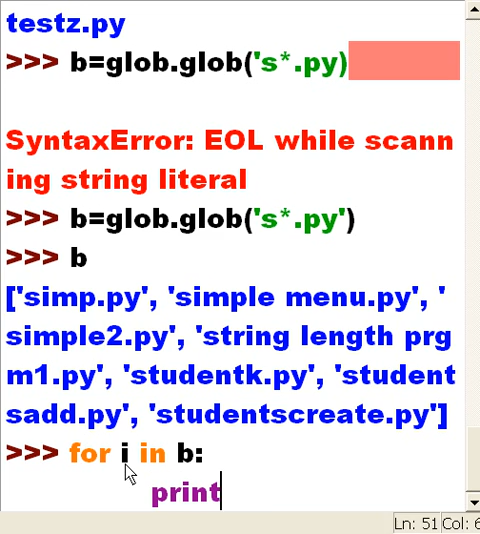 testz.py
>>> b=glob.glob('s*.py)
SyntaxError: EOL while scann
ing string literal
>>> b=glob.glob('s*.py')
>>> b
['simp.py', 'simple menu.py', '
simple2.py', 'string length prg
m1.py', 'studentk.py', 'student
sadd.py', 'studentscreate.py']
>>> for i in b:
print
Ln: 51 Col: 6